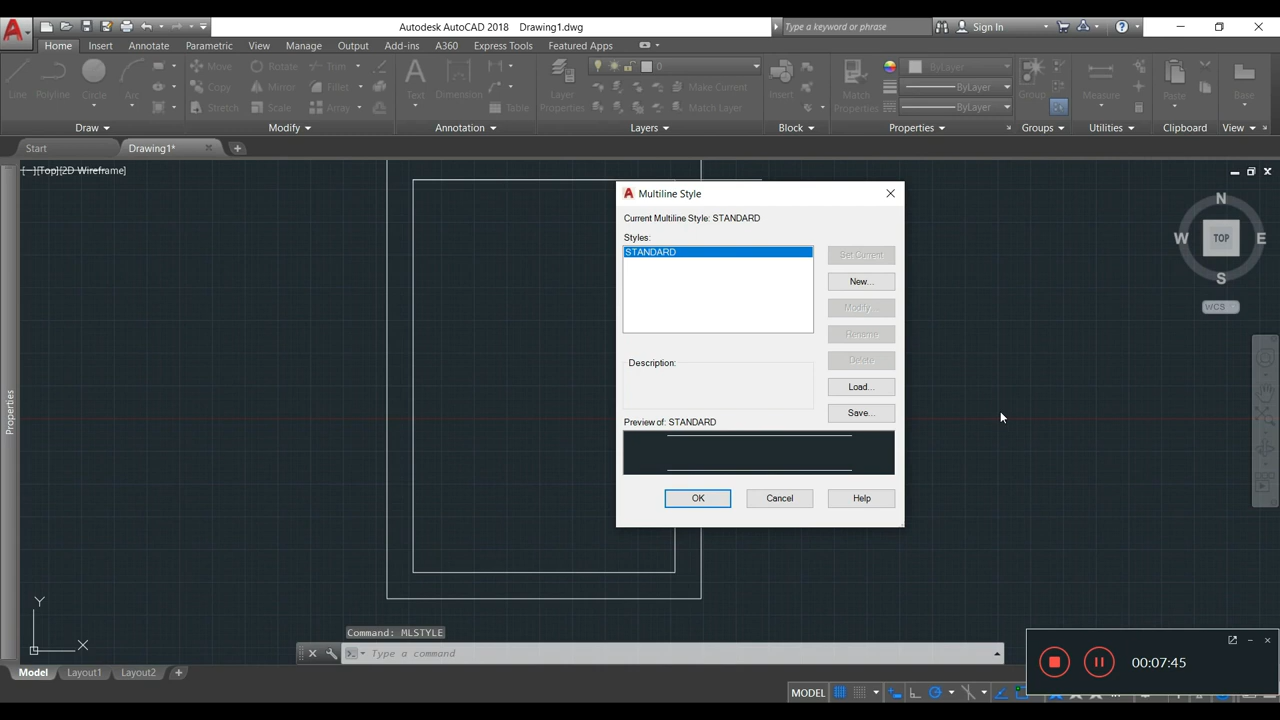 Autodesk AutoCAD 2018 Drawing1.dwg
Type a keyword or phrase
Sign In
Home Insert Annotate Parametric View Manage Output Add-ins A360 Express Tools Featured Apps
Line Polyline Circle Arc
Move Rotate Trim
Copy Mirror Fillet
Stretch Scale Array
Text Dimension Table
Layer Properties
0
Make Current
Match Layer
Insert
Match Properties
ByLayer
ByLayer
ByLayer
Group
Measure
Paste
Base
Draw Modify Annotation Layers Block Properties Groups Utilities Clipboard View
Start Drawing1* +
[−][Top][2D Wireframe]
Multiline Style
Current Multiline Style: STANDARD
Styles:
STANDARD
Set Current
New...
Modify...
Rename
Delete
Load...
Save...
Description:
Preview of: STANDARD
OK Cancel Help
N
W TOP E
S
WCS
Properties
Y
X
Command: MLSTYLE
Type a command
Model Layout1 Layout2 +
MODEL
00:07:45